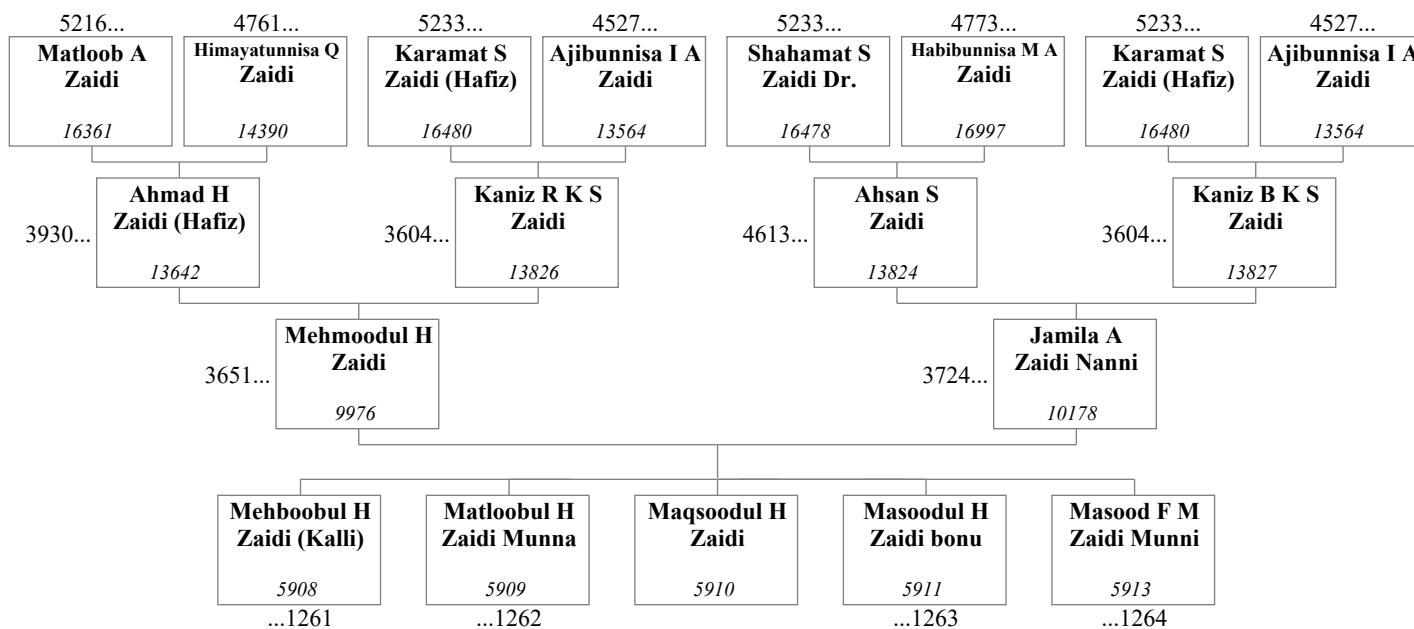 5216... 4761... 5233... 4527... 5233... 4773... 5233... 4527...
Matloob A
Zaidi
16361
Himayatunnisa Q
Zaidi
14390
Karamat S
Zaidi (Hafiz)
16480
Ajibunnisa I A
Zaidi
13564
Shahamat S
Zaidi Dr.
16478
Habibunnisa M A
Zaidi
16997
Karamat S
Zaidi (Hafiz)
16480
Ajibunnisa I A
Zaidi
13564
3930...
Ahmad H
Zaidi (Hafiz)
13642
3604...
Kaniz R K S
Zaidi
13826
4613...
Ahsan S
Zaidi
13824
3604...
Kaniz B K S
Zaidi
13827
3651...
Mehmoodul H
Zaidi
9976
3724...
Jamila A
Zaidi Nanni
10178
Mehboobul H
Zaidi (Kalli)
5908
...1261
Matloobul H
Zaidi Munna
5909
...1262
Maqsoodul H
Zaidi
5910
Masoodul H
Zaidi bonu
5911
...1263
Masood F M
Zaidi Munni
5913
...1264